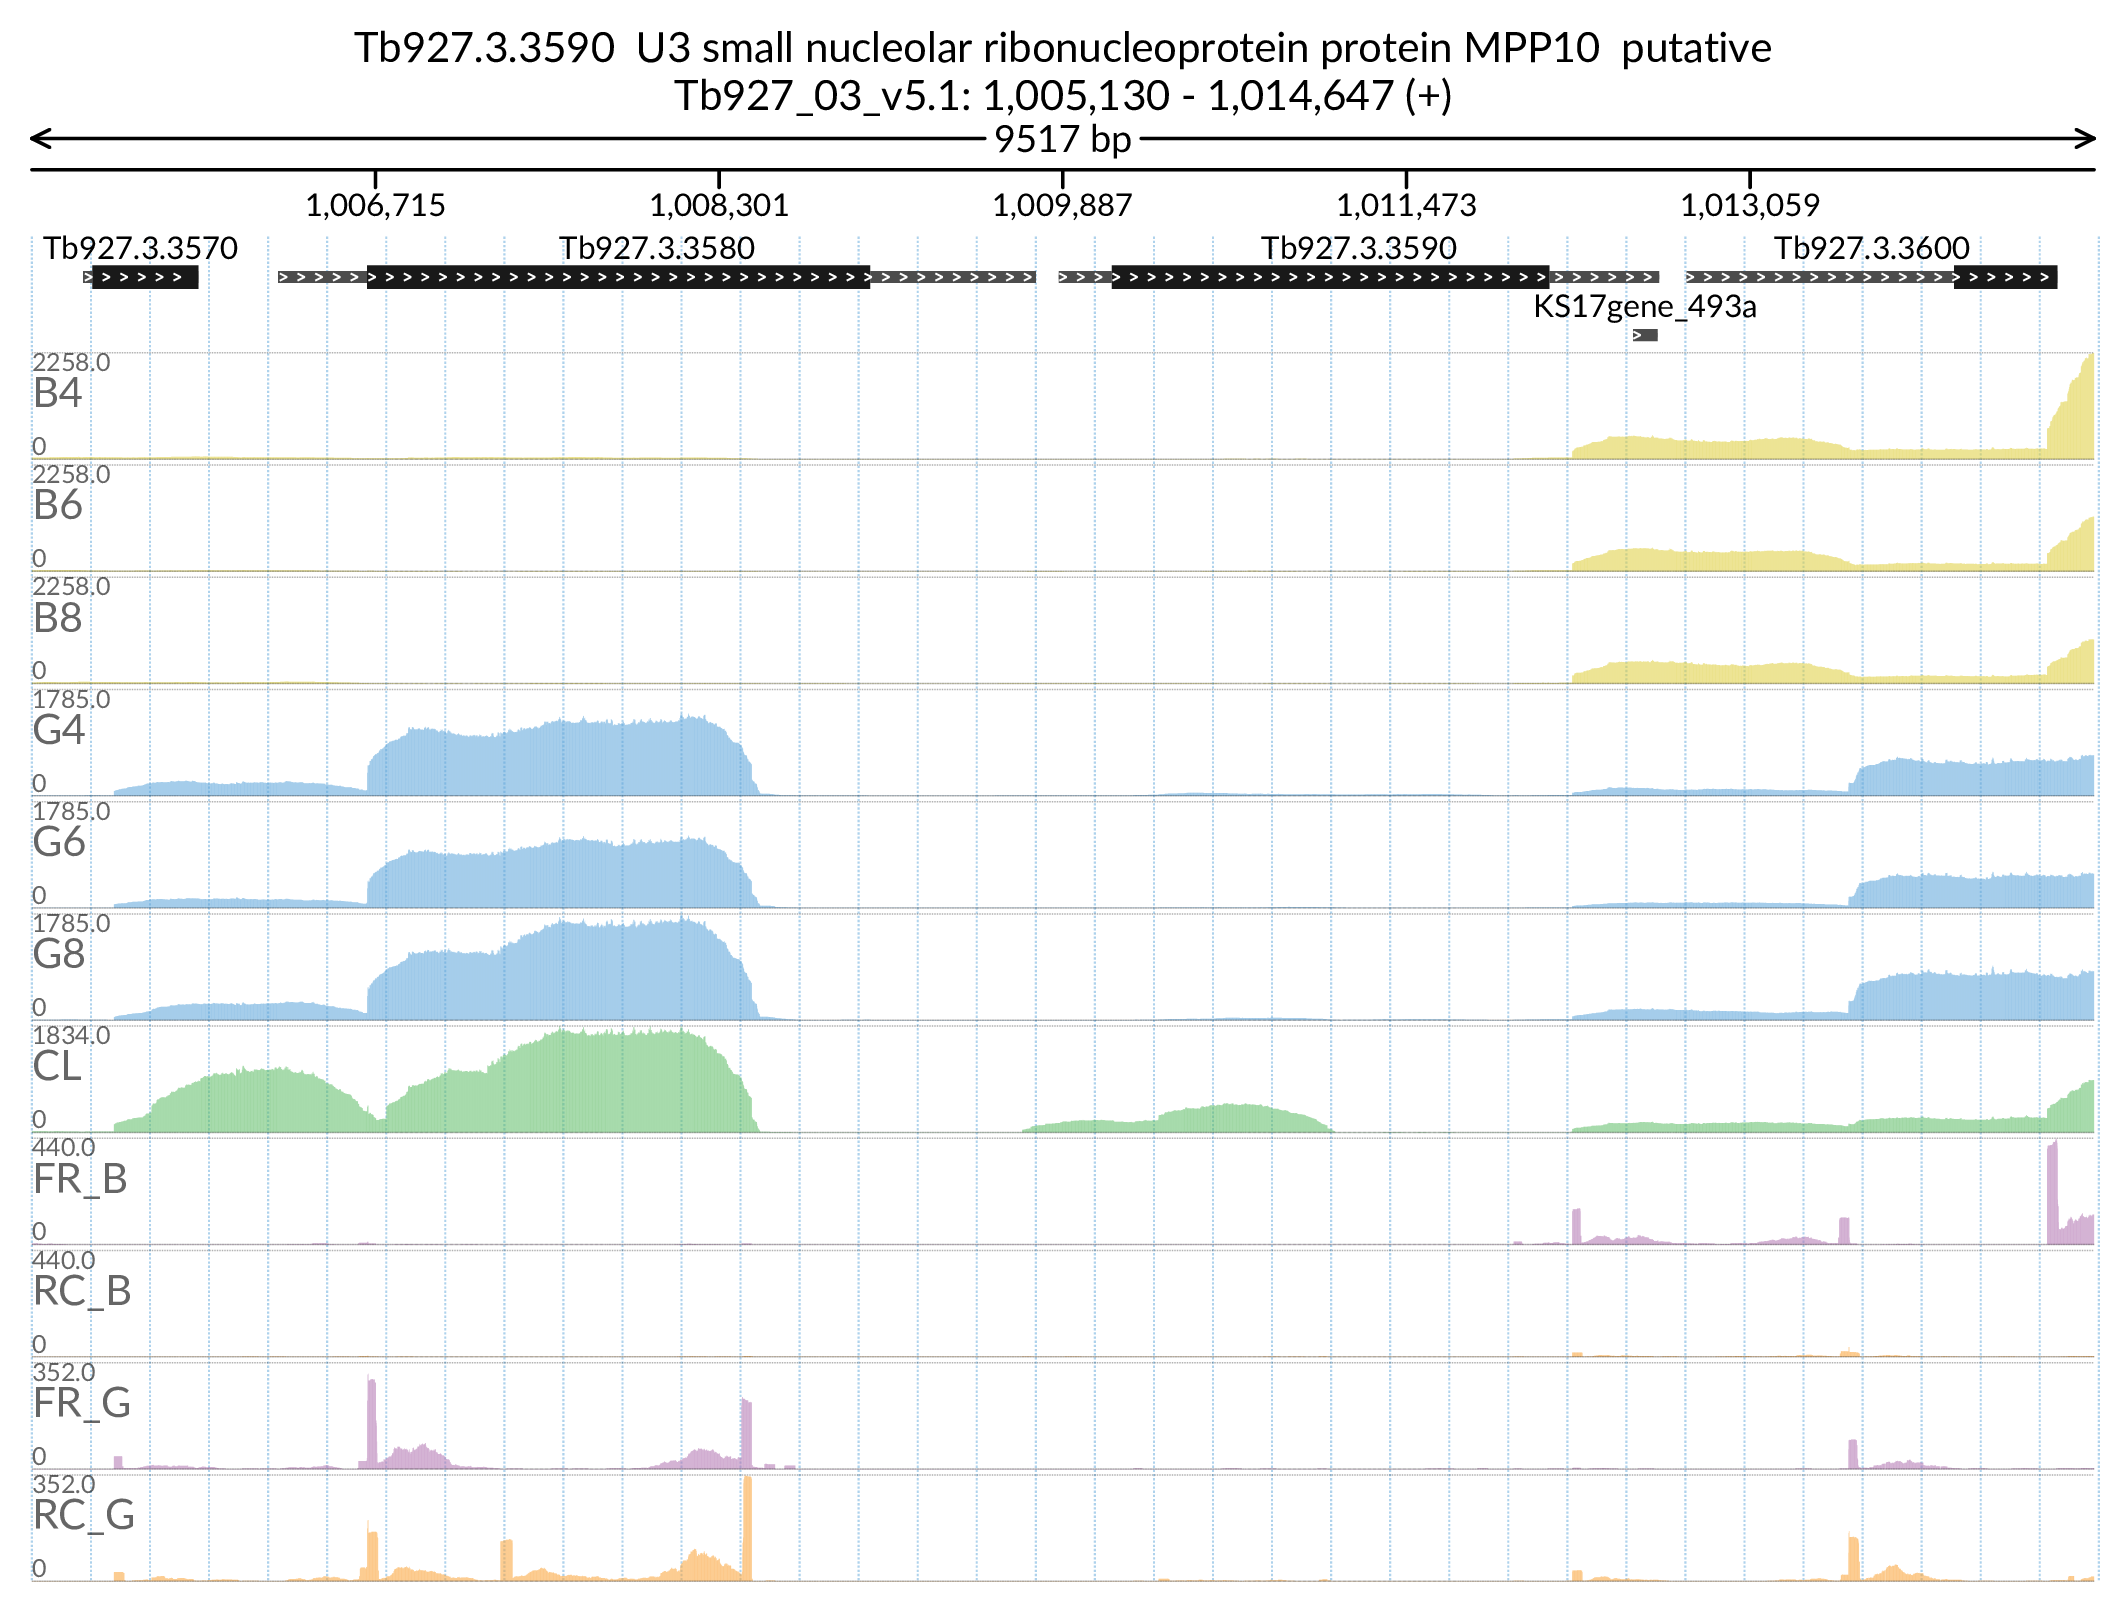 Tb927.3.3590 U3 small nucleolar ribonucleoprotein protein MPP10 putative
Tb927_03_v5.1: 1,005,130 - 1,014,647 (+)
9517 bp
1,006,715 1,008,301 1,009,887 1,011,473 1,013,059
Tb927.3.3570 Tb927.3.3580 Tb927.3.3590 Tb927.3.3600
KS17gene_493a
2258.0
B4
0
2258.0
B6
0
2258.0
B8
0
1785.0
G4
0
1785.0
G6
0
1785.0
G8
0
1834.0
CL
0
440.0
FR_B
0
440.0
RC_B
0
352.0
FR_G
0
352.0
RC_G
0